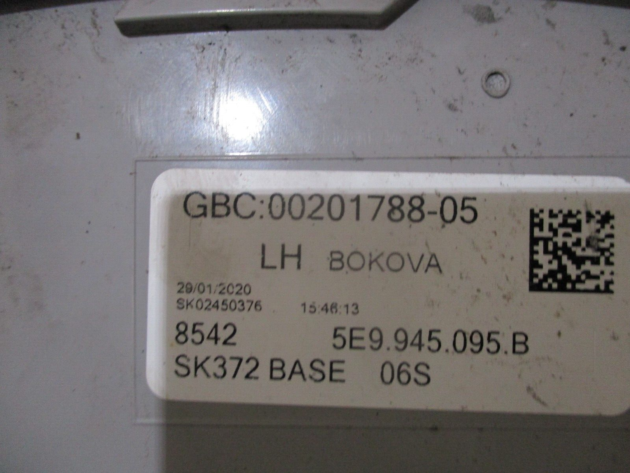 GBC:00201788-05
LH BOKOVA
29/01/2020
SK02450376 15:46:13
8542 5E9.945.095.B
SK372 BASE 06S